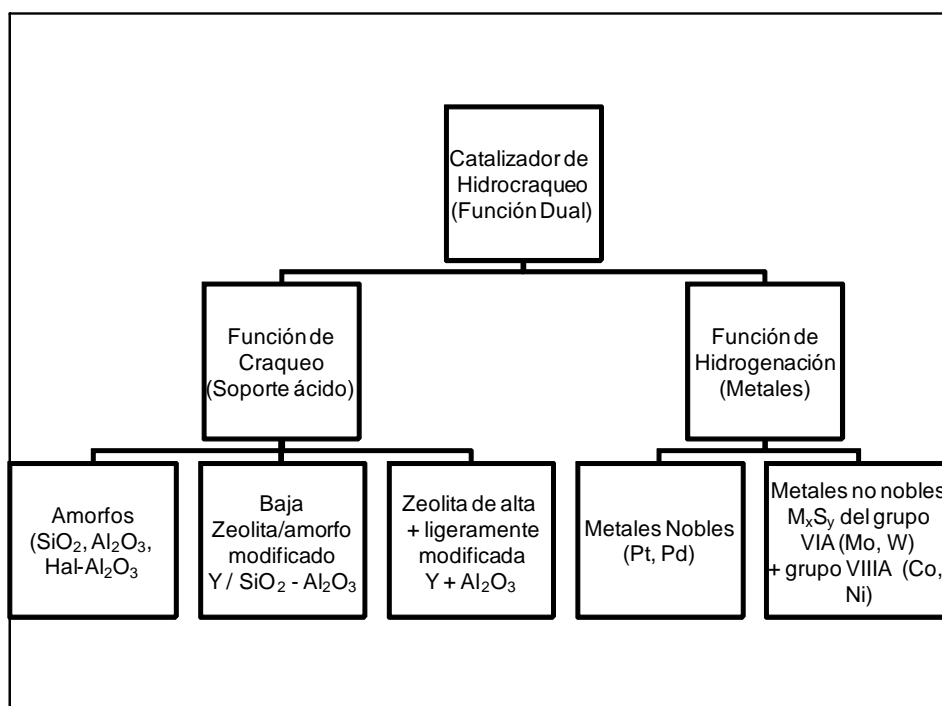 Catalizador de
Hidrocraqueo
(Función Dual)
Función de
Craqueo
(Soporte ácido)
Función de
Hidrogenación
(Metales)
Amorfos
(SiO₂, Al₂O₃,
Hal-Al₂O₃
Baja
Zeolita/amorfo
modificado
Y / SiO₂ - Al₂O₃
Zeolita de alta
+ ligeramente
modificada
Y + Al₂O₃
Metales Nobles
(Pt, Pd)
Metales no nobles
MₓSᵧ del grupo
VIA (Mo, W)
+ grupo VIIIA (Co,
Ni)